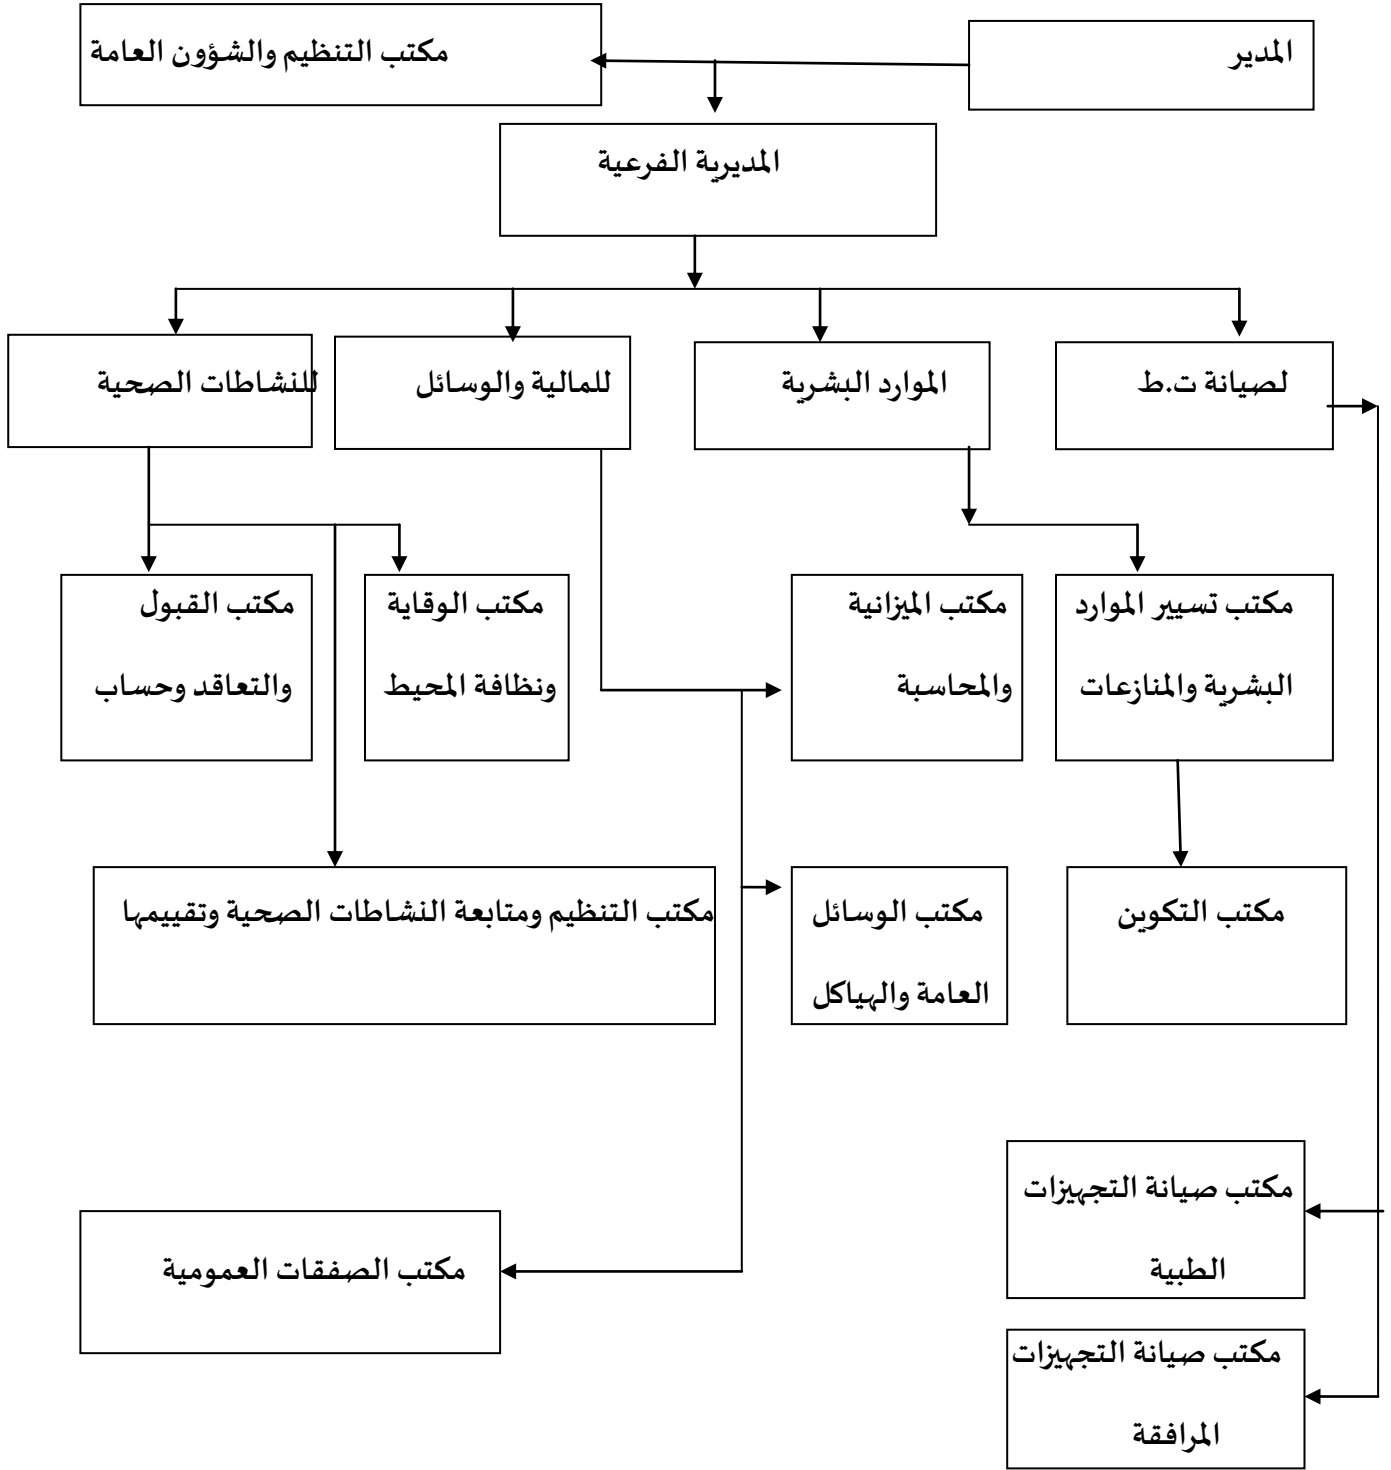 المدير
مكتب التنظيم والشؤون العامة
المديرية الفرعية
لصيانة ت.ط
الموارد البشرية
للمالية والوسائل
للنشاطات الصحية
مكتب تسيير الموارد
البشرية والمنازعات
مكتب الميزانية
والمحاسبة
مكتب الوقاية
ونظافة المحيط
مكتب القبول
والتعاقد وحساب
مكتب التكوين
مكتب الوسائل
العامة والهياكل
مكتب التنظيم ومتابعة النشاطات الصحية وتقييمها
مكتب صيانة التجهيزات
الطبية
مكتب الصفقات العمومية
مكتب صيانة التجهيزات
المرافقة